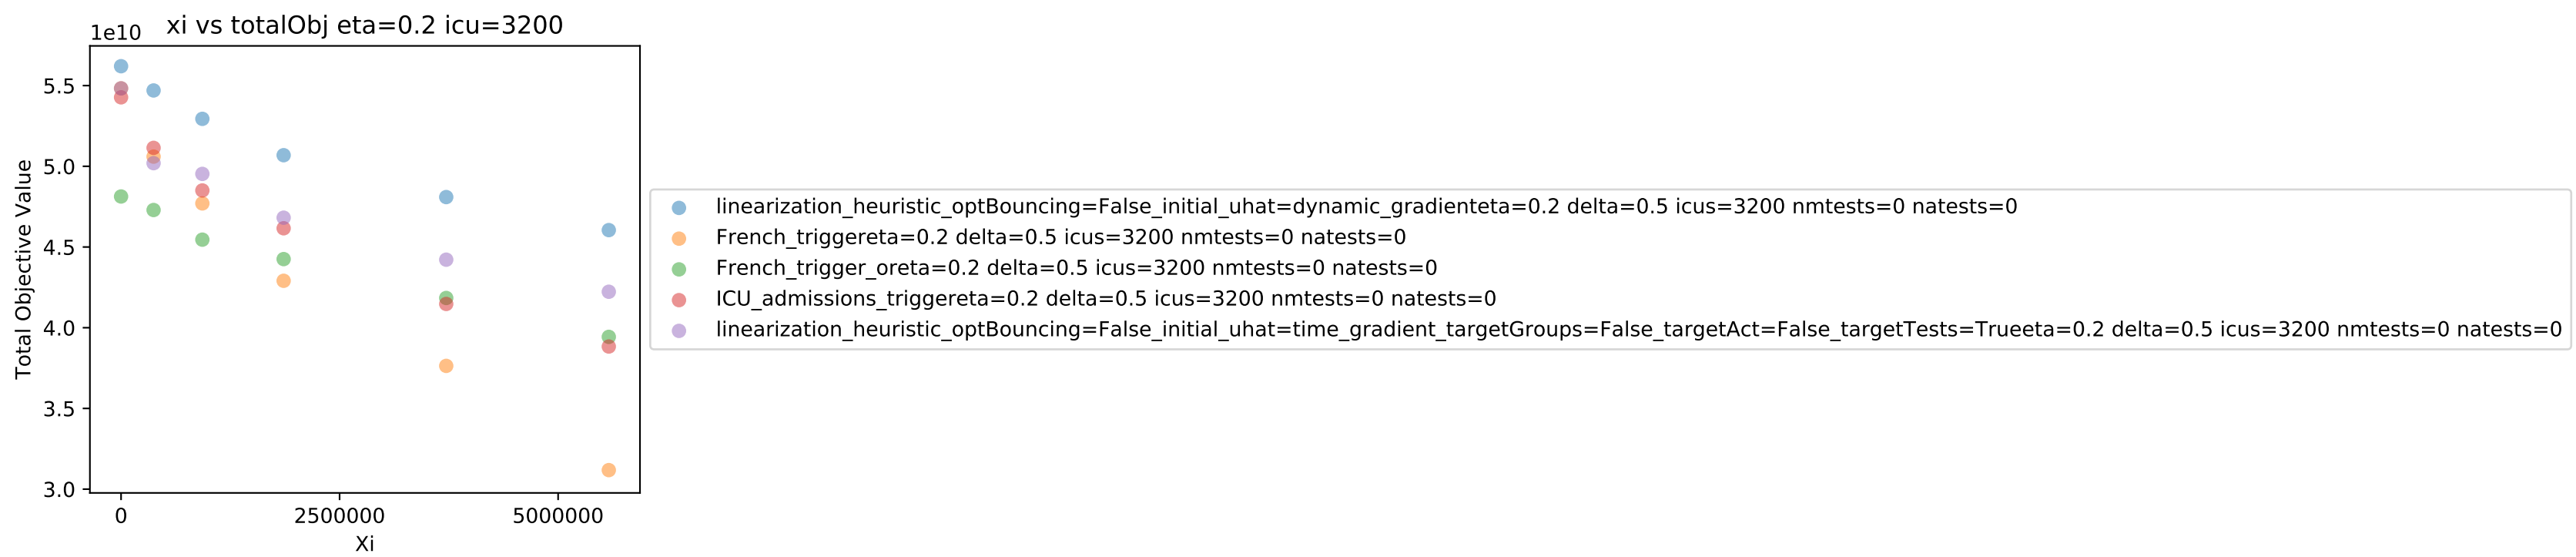 xi vs totalObj eta=0.2 icu=3200
1e10
5.5
5.0
4.5
4.0
3.5
3.0
Total Objective Value
0 2500000 5000000
Xi
linearization_heuristic_optBouncing=False_initial_uhat=dynamic_gradienteta=0.2 delta=0.5 icus=3200 nmtests=0 natests=0
French_triggereta=0.2 delta=0.5 icus=3200 nmtests=0 natests=0
French_trigger_oreta=0.2 delta=0.5 icus=3200 nmtests=0 natests=0
ICU_admissions_triggereta=0.2 delta=0.5 icus=3200 nmtests=0 natests=0
linearization_heuristic_optBouncing=False_initial_uhat=time_gradient_targetGroups=False_targetAct=False_targetTests=Trueeta=0.2 delta=0.5 icus=3200 nmtests=0 natests=0